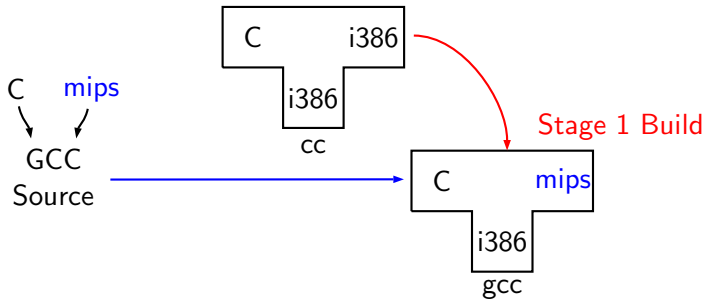 C i386
i386
cc
C mips
GCC
Source
Stage 1 Build
C mips
i386
gcc